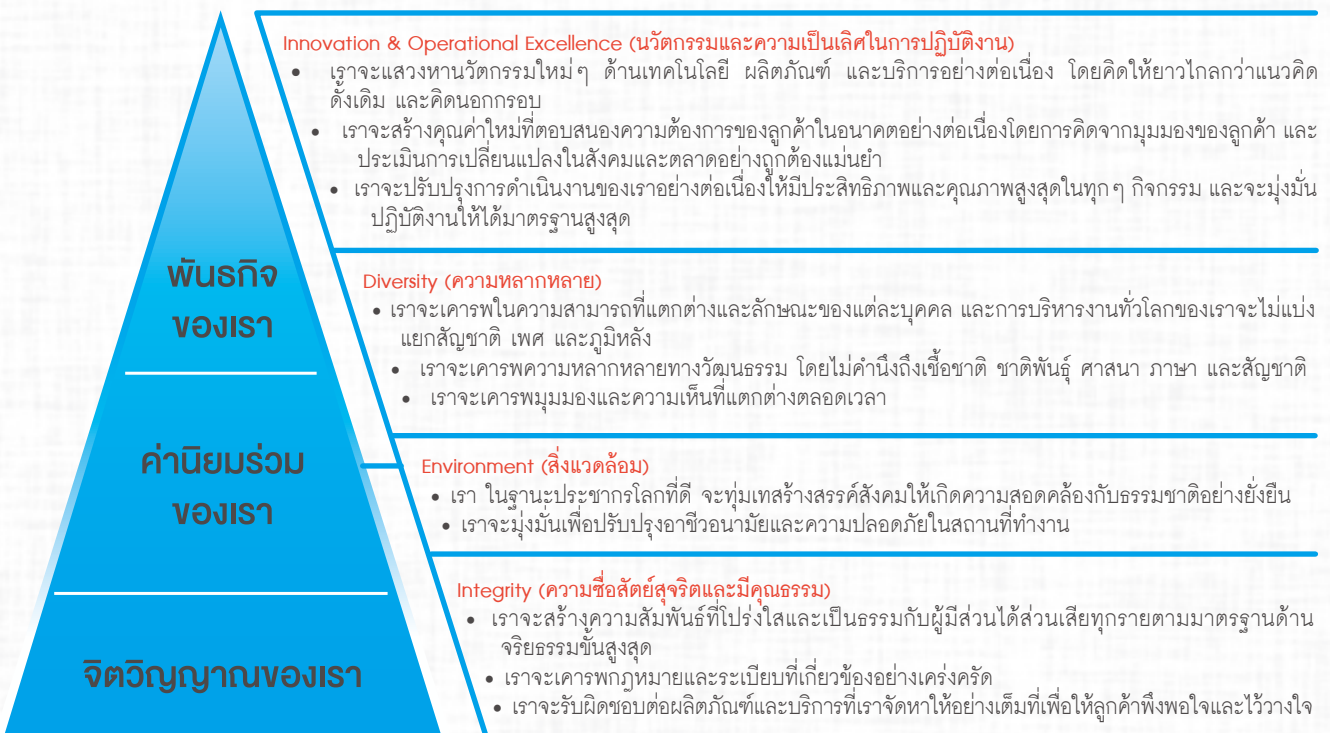 พันธกิจ
ของเรา
ค่านิยมร่วม
ของเรา
จิตวิญญาณของเรา
Innovation & Operational Excellence (นวัตกรรมและความเป็นเลิศในการปฏิบัติงาน)
• เราจะแสวงหานวัตกรรมใหม่ๆ ด้านเทคโนโลยี ผลิตภัณฑ์ และบริการอย่างต่อเนื่อง โดยคิดให้ยาวไกลกว่าแนวคิด
ดั้งเดิม และคิดนอกกรอบ
• เราจะสร้างคุณค่าใหม่ที่ตอบสนองความต้องการของลูกค้าในอนาคตอย่างต่อเนื่องโดยการคิดจากมุมมองของลูกค้า และ
ประเมินการเปลี่ยนแปลงในสังคมและตลาดอย่างถูกต้องแม่นยำ
• เราจะปรับปรุงการดำเนินงานของเราอย่างต่อเนื่องให้มีประสิทธิภาพและคุณภาพสูงสุดในทุกๆ กิจกรรม และจะมุ่งมั่น
ปฏิบัติงานให้ได้มาตรฐานสูงสุด
Diversity (ความหลากหลาย)
• เราจะเคารพในความสามารถที่แตกต่างและลักษณะของแต่ละบุคคล และการบริหารงานทั่วโลกของเราจะไม่แบ่ง
แยกสัญชาติ เพศ และภูมิหลัง
• เราจะเคารพความหลากหลายทางวัฒนธรรม โดยไม่คำนึงถึงเชื้อชาติ ชาติพันธุ์ ศาสนา ภาษา และสัญชาติ
• เราจะเคารพมุมมองและความเห็นที่แตกต่างตลอดเวลา
Environment (สิ่งแวดล้อม)
• เรา ในฐานะประชากรโลกที่ดี จะทุ่มเทสร้างสรรค์สังคมให้เกิดความสอดคล้องกับธรรมชาติอย่างยั่งยืน
• เราจะมุ่งมั่นเพื่อปรับปรุงอาชีวอนามัยและความปลอดภัยในสถานที่ทำงาน
Integrity (ความซื่อสัตย์สุจริตและมีคุณธรรม)
• เราจะสร้างความสัมพันธ์ที่โปร่งใสและเป็นธรรมกับผู้มีส่วนได้ส่วนเสียทุกรายตามมาตรฐานด้าน
จริยธรรมขั้นสูงสุด
• เราจะเคารพกฎหมายและระเบียบที่เกี่ยวข้องอย่างเคร่งครัด
• เราจะรับผิดชอบต่อผลิตภัณฑ์และบริการที่เราจัดหาให้อย่างเต็มที่เพื่อให้ลูกค้าพึงพอใจและไว้วางใจ